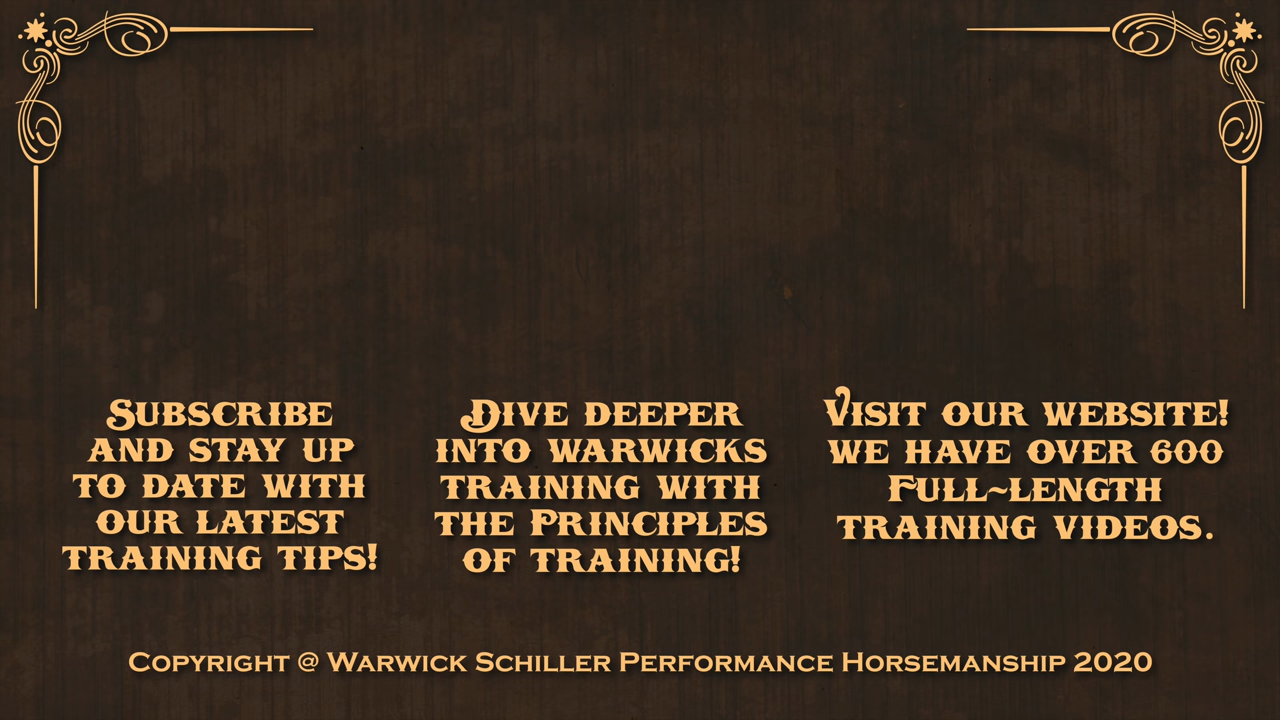 Subscribe
and stay up
to date with
our latest
training tips!
Dive deeper
into warwicks
training with
the Principles
of training!
Visit our website!
we have over 600
Full~length
training videos.
Copyright @ Warwick Schiller Performance Horsemanship 2020